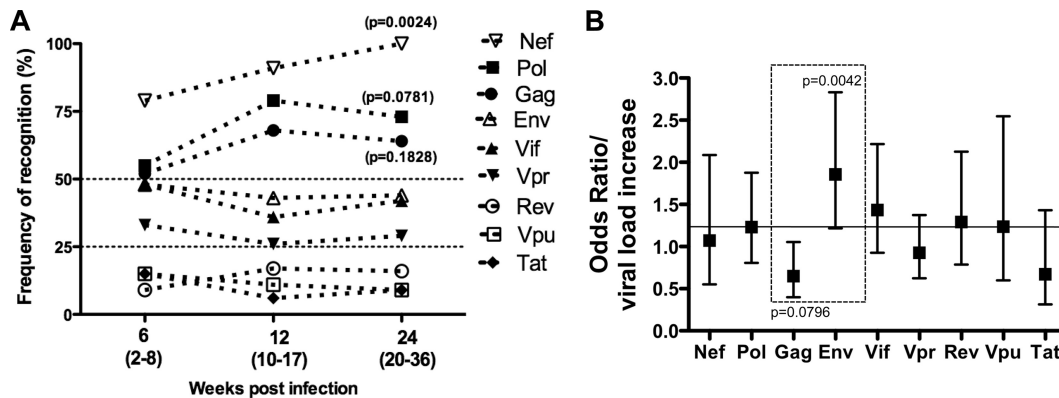 A
Frequency of recognition (%)
100
75
50
25
0
(p=0.0024)
(p=0.0781)
(p=0.1828)
6
(2-8)
12
(10-17)
24
(20-36)
Weeks post infection
Nef
Pol
Gag
Env
Vif
Vpr
Rev
Vpu
Tat
B
Odds Ratio/
viral load increase
3.0
2.5
2.0
1.5
1.0
0.5
0.0
p=0.0042
p=0.0796
Nef Pol Gag Env Vif Vpr Rev Vpu Tat